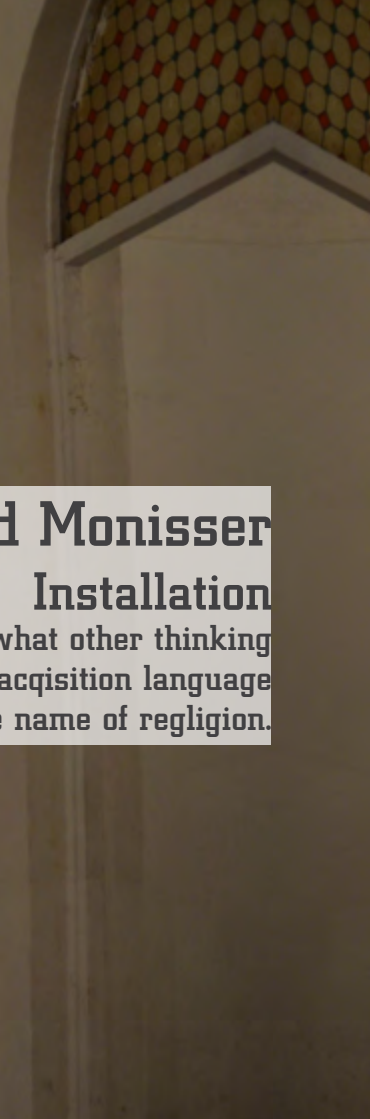 d Monisser
Installation
what other thinking
acqisition language
name of regligion.